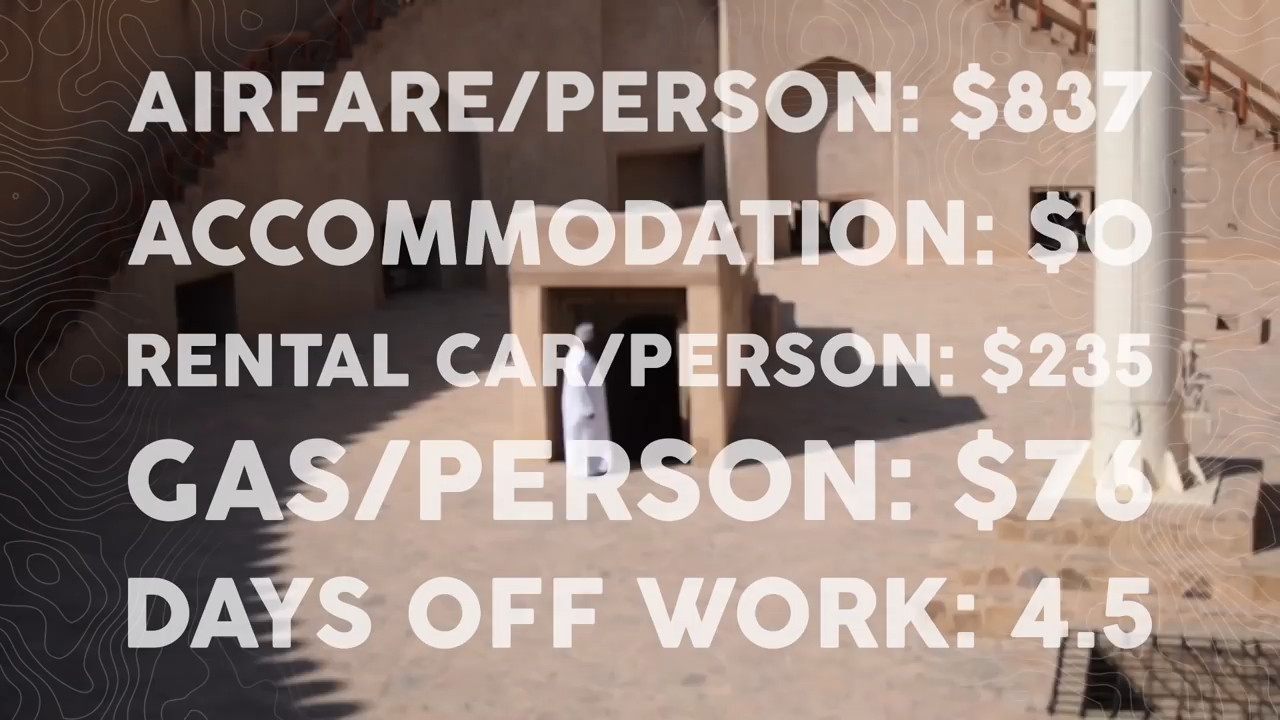 AIRFARE/PERSON: $837
ACCOMMODATION: $0
RENTAL CAR/PERSON: $235
GAS/PERSON: $76
DAYS OFF WORK: 4.5